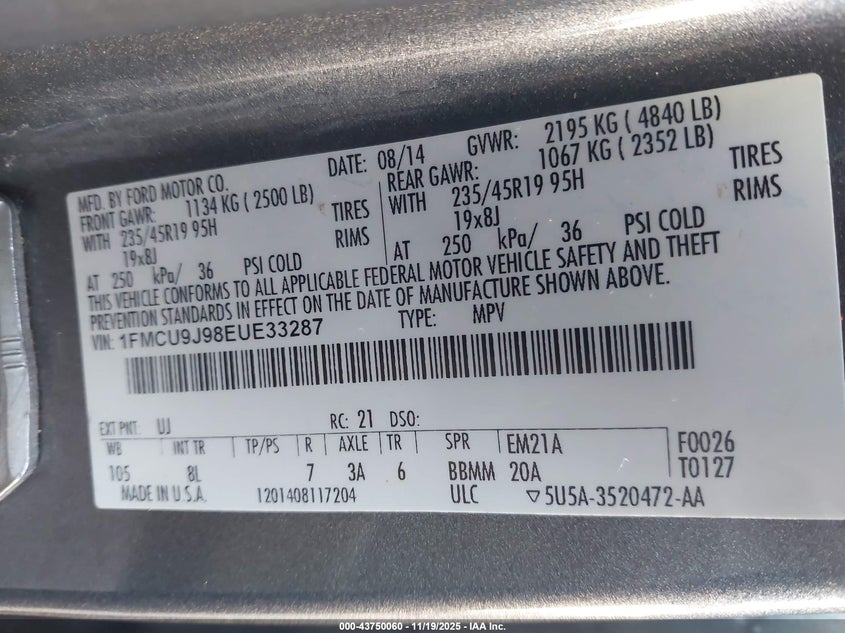 MFD. BY FORD MOTOR CO. DATE: 08/14 GVWR: 2195 KG ( 4840 LB)
FRONT GAWR: 1134 KG ( 2500 LB) REAR GAWR: 1067 KG ( 2352 LB)
WITH 235/45R19 95H TIRES WITH 235/45R19 95H TIRES
19x8J RIMS 19x8J RIMS
AT 250 kPa/ 36 PSI COLD AT 250 kPa/ 36 PSI COLD
THIS VEHICLE CONFORMS TO ALL APPLICABLE FEDERAL MOTOR VEHICLE SAFETY AND THEFT
PREVENTION STANDARDS IN EFFECT ON THE DATE OF MANUFACTURE SHOWN ABOVE.
VIN: 1FMCU9J98EUE33287 TYPE: MPV
EXT PNT: UJ RC: 21 DSO:
WB INT TR TP/PS R AXLE TR SPR EM21A F0026
105 8L 7 3A 6 BBMM 20A T0127
MADE IN U.S.A. 1201408117204 ULC ▽5U5A-3520472-AA
000-43750060 - 11/19/2025 - IAA Inc.